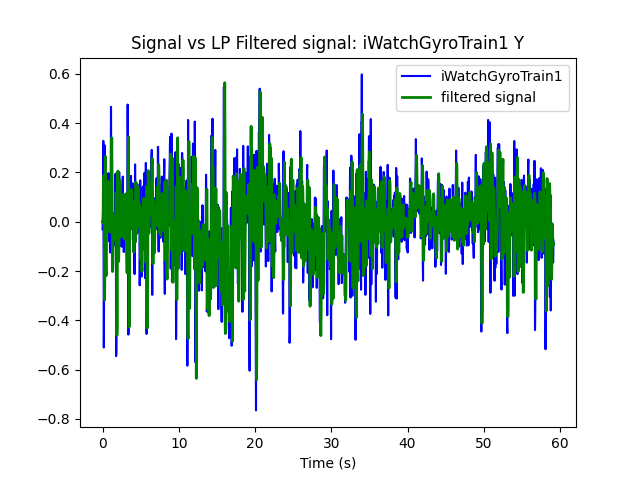 Signal vs LP Filtered signal: iWatchGyroTrain1 Y
iWatchGyroTrain1
filtered signal
0.6
0.4
0.2
0.0
−0.2
−0.4
−0.6
−0.8
0 10 20 30 40 50 60
Time (s)